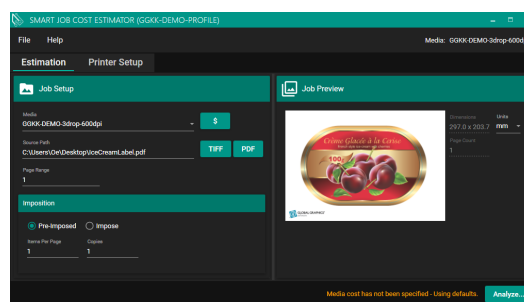 SMART JOB COST ESTIMATOR (GGKK-DEMO-PROFILE)
File Help Media: GGKK-DEMO-3drop-600d
Estimation Printer Setup
Job Setup
Media
GGKK-DEMO-3drop-600dpi $
Source Path
C:\Users\Oe\Desktop\IceCreamLabel.pdf TIFF PDF
Page Range
1
Imposition
Pre-Imposed Impose
Items Per Page Copies
1 1
Job Preview
Crème Glacée à la Cerise
100
GLOBAL GRAPHICS
Dimensions Units
297.0 x 203.7 mm
Page Count
1
Media cost has not been specified - Using defaults. Analyze...